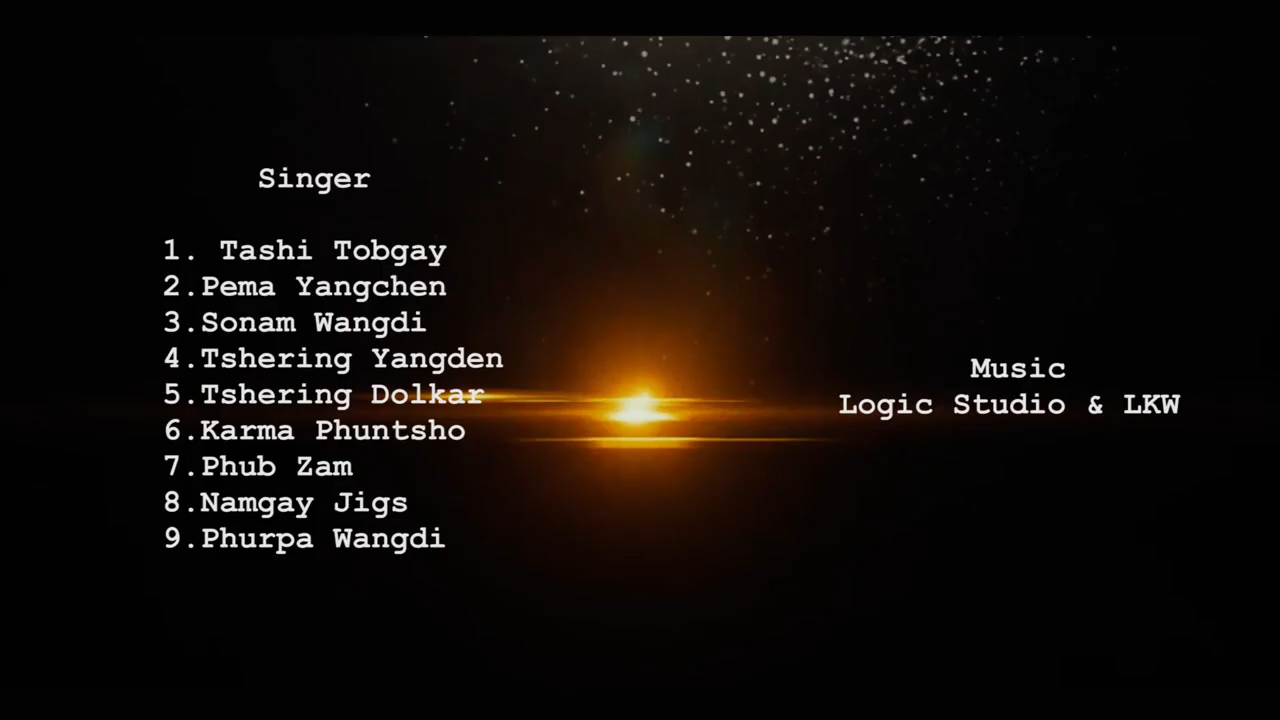 Singer
1. Tashi Tobgay
2.Pema Yangchen
3.Sonam Wangdi
4.Tshering Yangden
5.Tshering Dolkar
6.Karma Phuntsho
7.Phub Zam
8.Namgay Jigs
9.Phurpa Wangdi
Music
Logic Studio & LKW